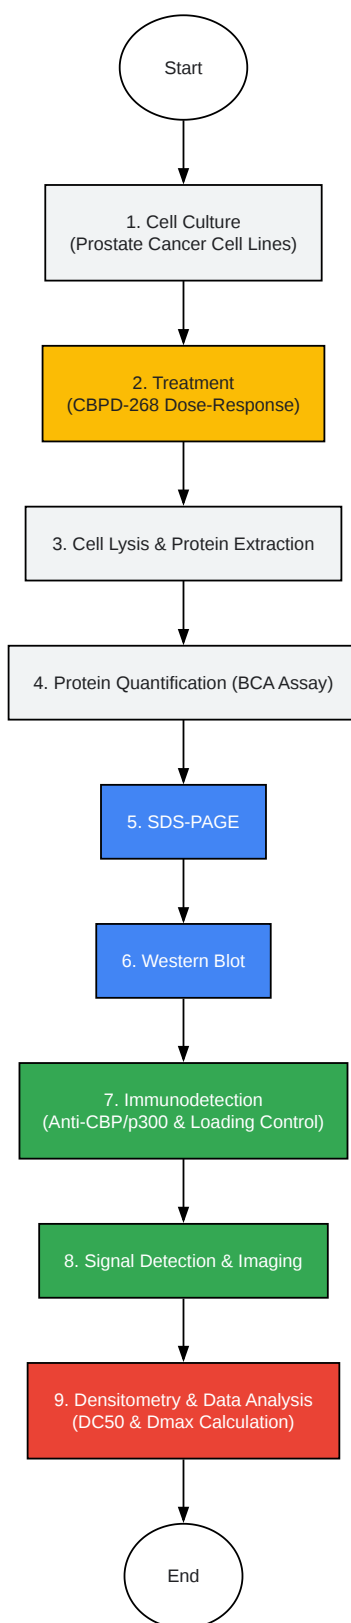 Start
1. Cell Culture
(Prostate Cancer Cell Lines)
2. Treatment
(CBPD-268 Dose-Response)
3. Cell Lysis & Protein Extraction
4. Protein Quantification (BCA Assay)
5. SDS-PAGE
6. Western Blot
7. Immunodetection
(Anti-CBP/p300 & Loading Control)
8. Signal Detection & Imaging
9. Densitometry & Data Analysis
(DC50 & Dmax Calculation)
End